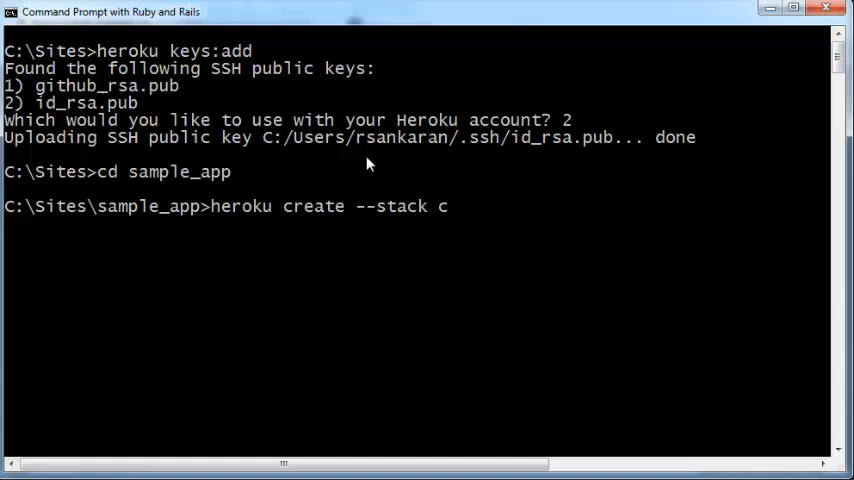 Command Prompt with Ruby and Rails
C:\Sites>heroku keys:add
Found the following SSH public keys:
1) github_rsa.pub
2) id_rsa.pub
Which would you like to use with your Heroku account? 2
Uploading SSH public key C:/Users/rsankaran/.ssh/id_rsa.pub... done
C:\Sites>cd sample_app
C:\Sites\sample_app>heroku create --stack c